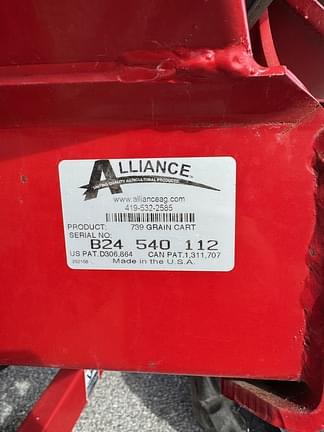 ALLIANCE
QUALITY AGRICULTURAL PRODUCTS
www.allianceag.com
419-532-2585
PRODUCT: 739 GRAIN CART
SERIAL NO:
B24 540 112
US PAT.D306,864 CAN PAT.1,311,707
Made in the U.S.A.